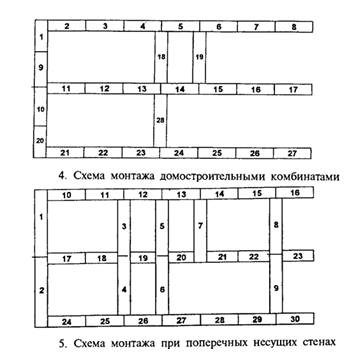 2 3 4 5 6 7 8
1
18 19
9
11 12 13 14 15 16 17
10
28
20
21 22 23 24 25 26 27
4. Схема монтажа домостроительными комбинатами
10 11 12 13 14 15 16
1 3 5 7 8
17 18 19 20 21 22 23
2 4 6 9
24 25 26 27 28 29 30
5. Схема монтажа при поперечных несущих стенах